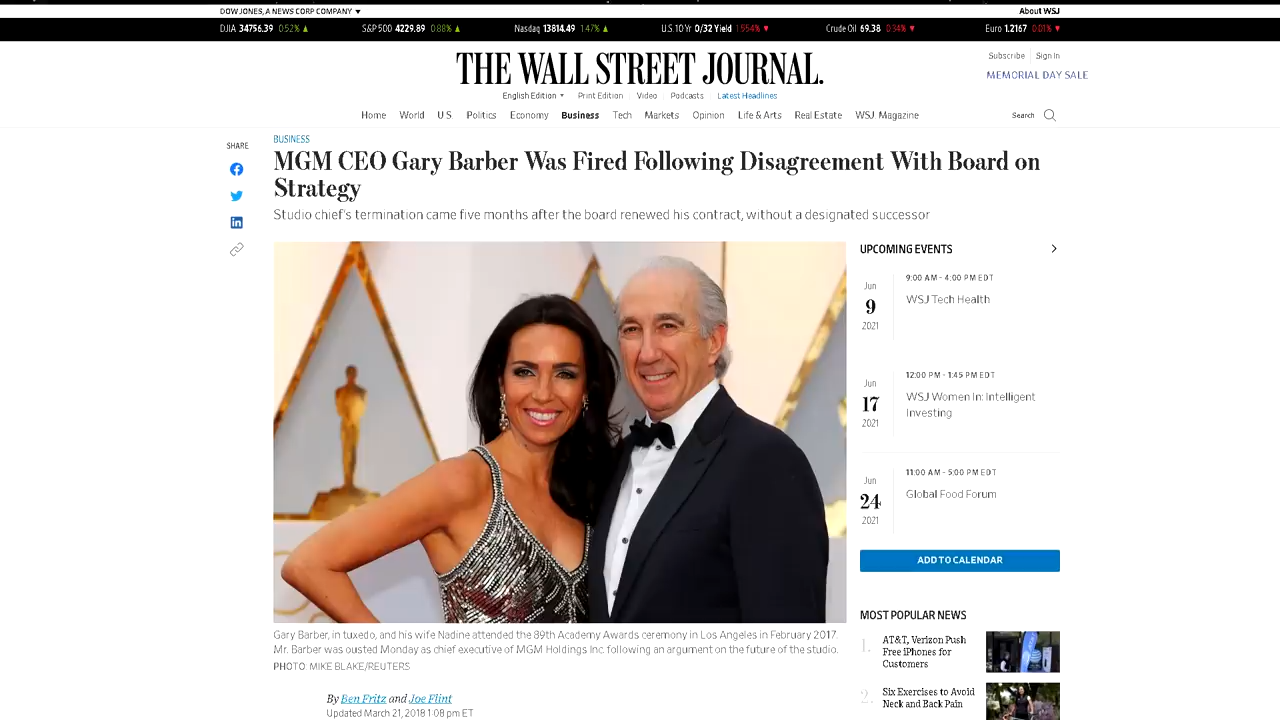 DOW JONES, A NEWS CORP COMPANY ▼
About WSJ
DJIA 34756.39 0.52% ▲
S&P 500 4229.89 0.88% ▲
Nasdaq 13814.49 1.47% ▲
U.S. 10 Yr 0/32 Yield 1.554% ▼
Crude Oil 69.38 0.34% ▼
Euro 1.2167 0.01% ▼
THE WALL STREET JOURNAL.
Subscribe Sign In
MEMORIAL DAY SALE
English Edition ▼ Print Edition Video Podcasts Latest Headlines
Home World U.S. Politics Economy Business Tech Markets Opinion Life & Arts Real Estate WSJ. Magazine
Search
SHARE
BUSINESS
MGM CEO Gary Barber Was Fired Following Disagreement With Board on
Strategy
Studio chief's termination came five months after the board renewed his contract, without a designated successor
Gary Barber, in tuxedo, and his wife Nadine attended the 89th Academy Awards ceremony in Los Angeles in February 2017.
Mr. Barber was ousted Monday as chief executive of MGM Holdings Inc. following an argument on the future of the studio.
PHOTO: MIKE BLAKE/REUTERS
By Ben Fritz and Joe Flint
Updated March 21, 2018 1:08 pm ET
UPCOMING EVENTS
Jun
9
2021
9:00 AM - 4:00 PM EDT
WSJ Tech Health
Jun
17
2021
12:00 PM - 1:45 PM EDT
WSJ Women In: Intelligent
Investing
Jun
24
2021
11:00 AM - 5:00 PM EDT
Global Food Forum
ADD TO CALENDAR
MOST POPULAR NEWS
1.
AT&T, Verizon Push
Free iPhones for
Customers
2.
Six Exercises to Avoid
Neck and Back Pain